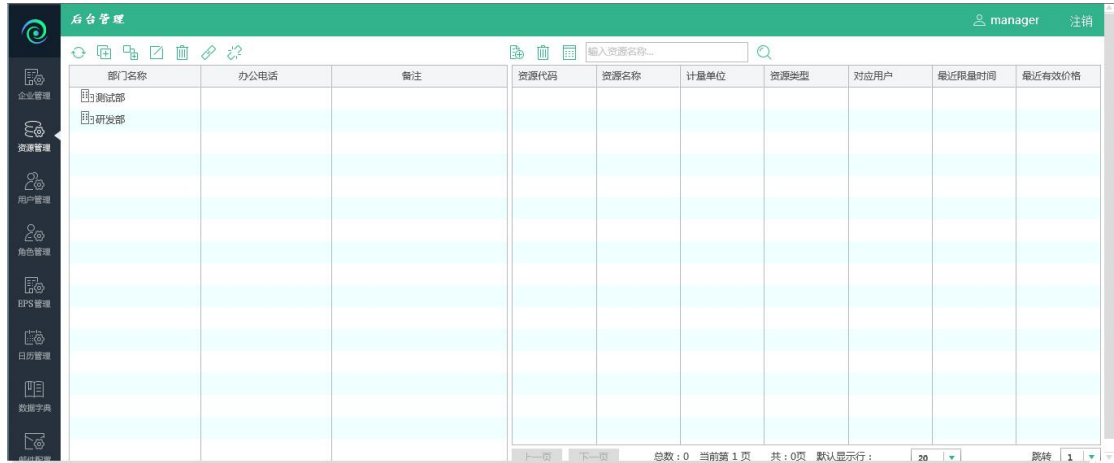 后台管理
manager 注销
输入资源名称...
企业管理
资源管理
用户管理
角色管理
EPS管理
日历管理
数据字典
邮件配置
部门名称 办公电话 备注
测试部
研发部
资源代码 资源名称 计量单位 资源类型 对应用户 最近限量时间 最近有效价格
上一页 下一页 总数：0 当前第 1 页 共：0页 默认显示行： 20 跳转 1